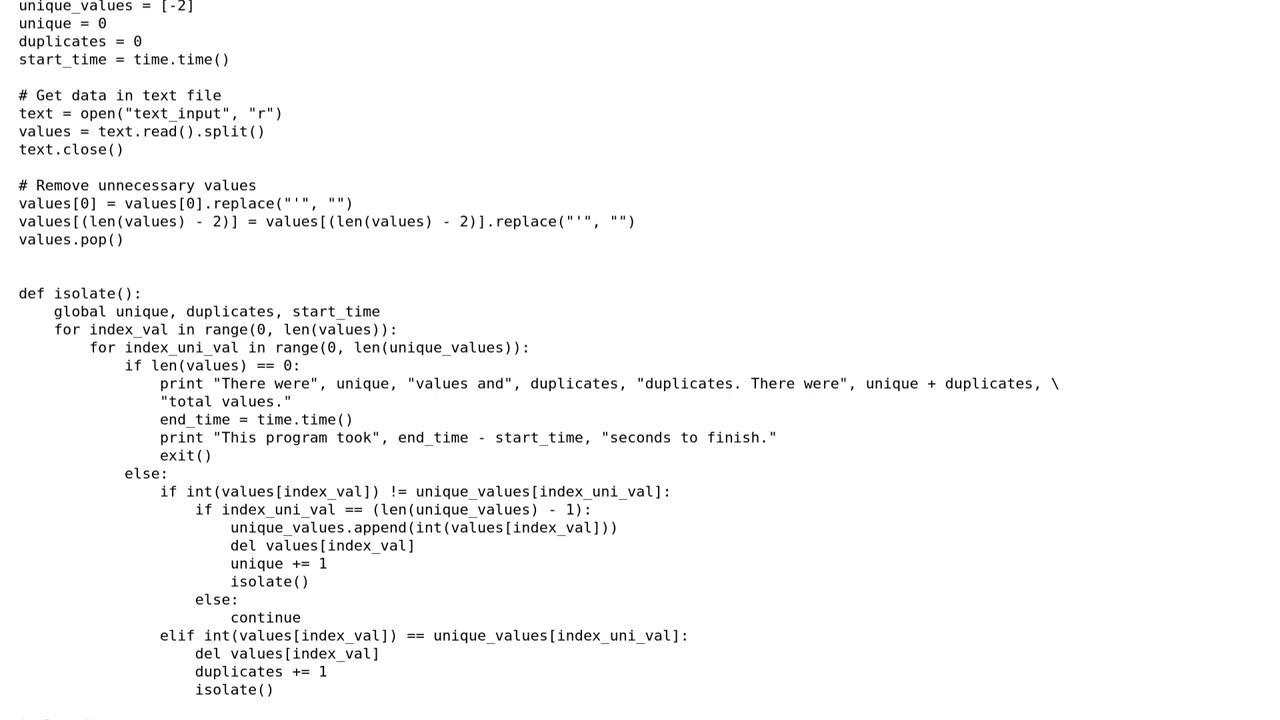 unique_values = [-2]
unique = 0
duplicates = 0
start_time = time.time()

# Get data in text file
text = open("text_input", "r")
values = text.read().split()
text.close()

# Remove unnecessary values
values[0] = values[0].replace("'", "")
values[(len(values) - 2)] = values[(len(values) - 2)].replace("'", "")
values.pop()


def isolate():
    global unique, duplicates, start_time
    for index_val in range(0, len(values)):
        for index_uni_val in range(0, len(unique_values)):
            if len(values) == 0:
                print "There were", unique, "values and", duplicates, "duplicates. There were", unique + duplicates, \
                "total values."
                end_time = time.time()
                print "This program took", end_time - start_time, "seconds to finish."
                exit()
            else:
                if int(values[index_val]) != unique_values[index_uni_val]:
                    if index_uni_val == (len(unique_values) - 1):
                        unique_values.append(int(values[index_val]))
                        del values[index_val]
                        unique += 1
                        isolate()
                    else:
                        continue
                elif int(values[index_val]) == unique_values[index_uni_val]:
                    del values[index_val]
                    duplicates += 1
                    isolate()